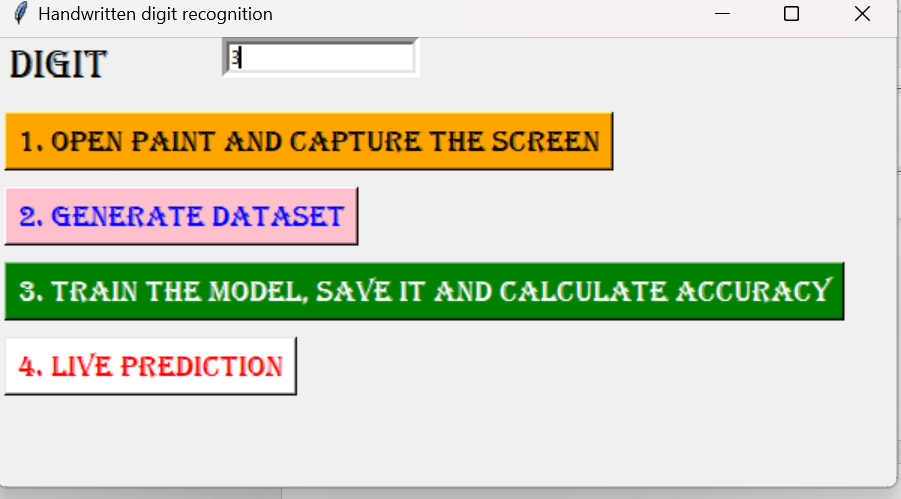 Handwritten digit recognition
DIGIT 3
1. OPEN PAINT AND CAPTURE THE SCREEN
2. GENERATE DATASET
3. TRAIN THE MODEL, SAVE IT AND CALCULATE ACCURACY
4. LIVE PREDICTION